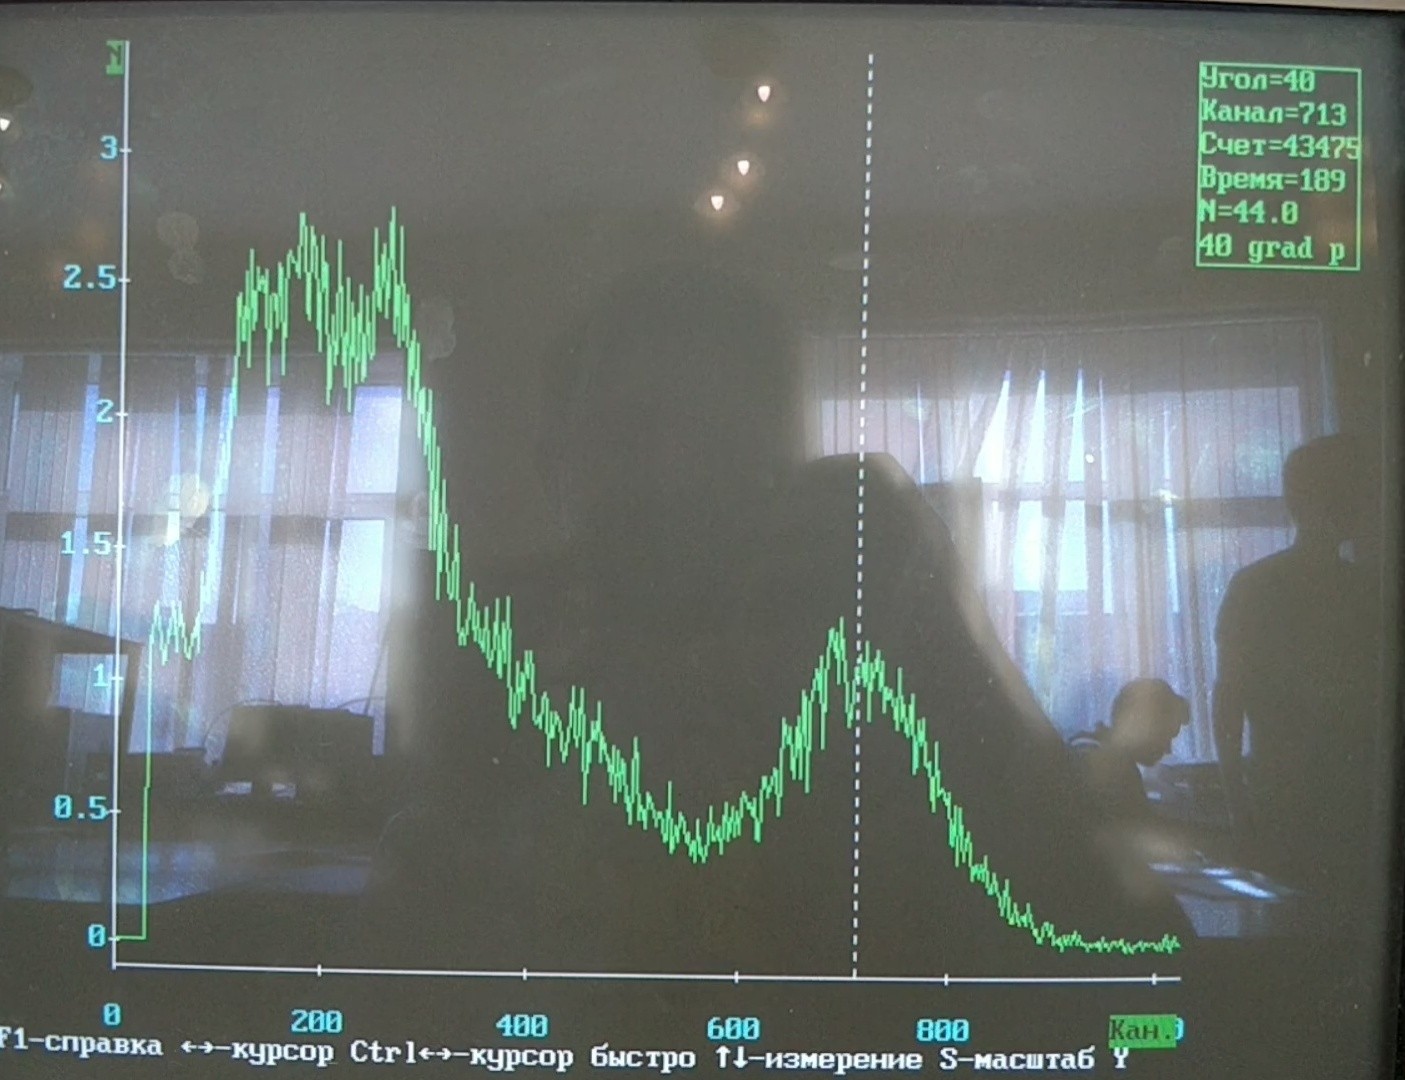 N
3
2.5
2
1.5
1
0.5
0
Угол=40
Канал=713
Счет=43475
Время=189
N=44.0
40 grad p
0 200 400 600 800 Кан.
F1-справка ↔-курсор Ctrl↔-курсор быстро ↑↓-измерение S-масштаб Y